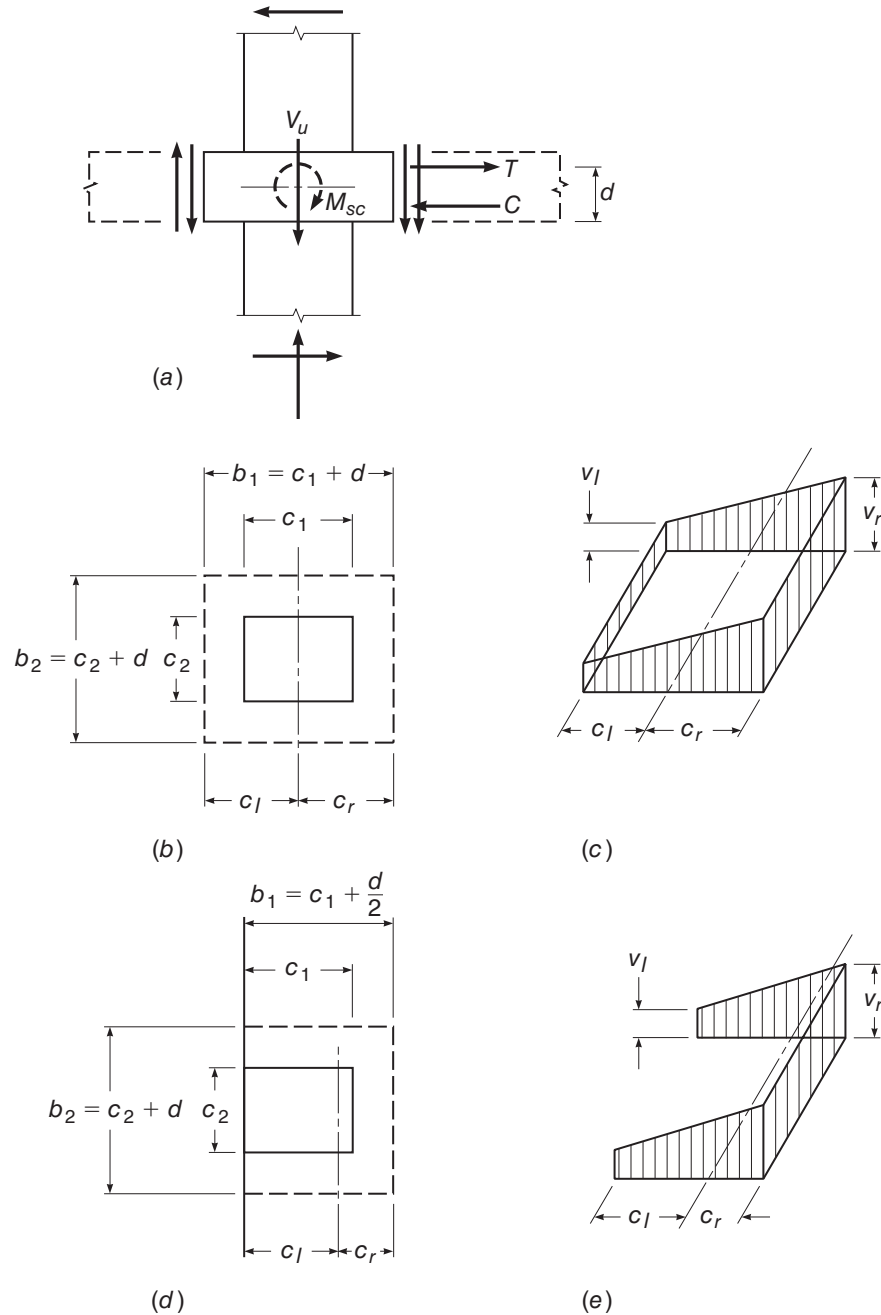 V_u
T
d
M_sc
C
(a)
b_1 = c_1 + d
c_1
b_2 = c_2 + d
c_2
c_l
c_r
(b)
v_l
v_r
c_l
c_r
(c)
b_1 = c_1 + d/2
c_1
b_2 = c_2 + d
c_2
c_l
c_r
(d)
v_l
v_r
c_l
c_r
(e)